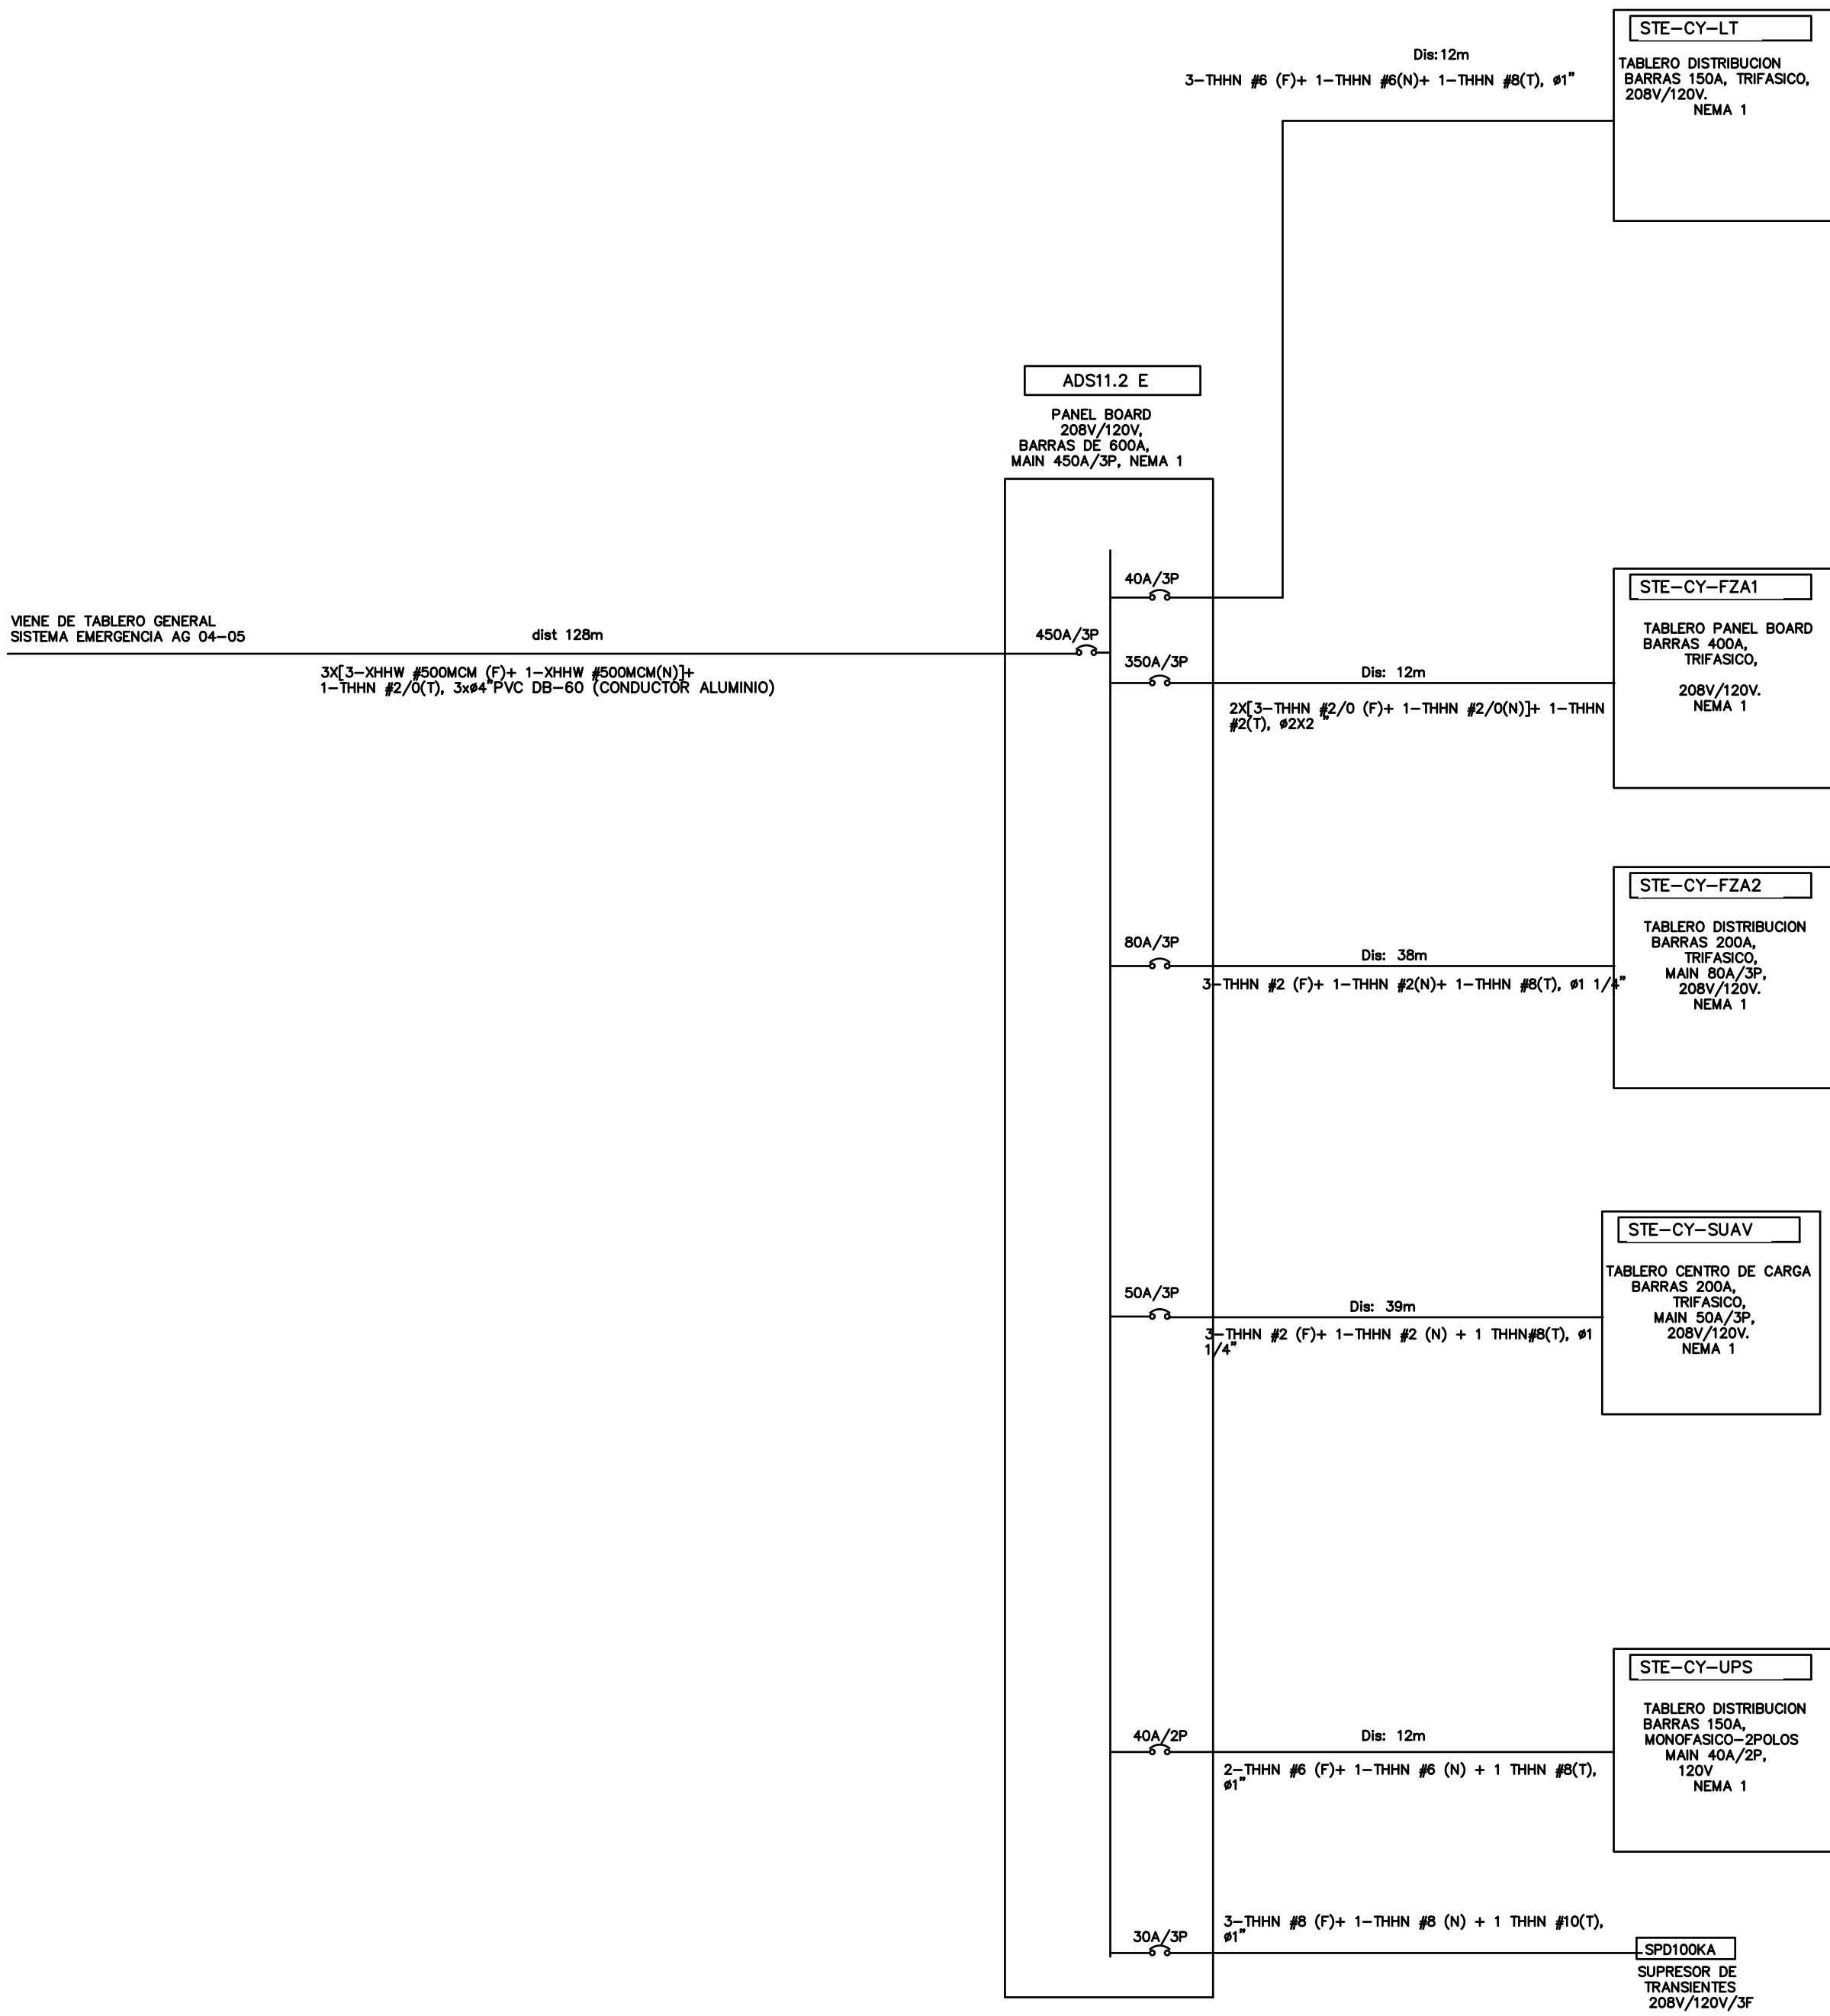 STE-CY-LT
TABLERO DISTRIBUCION
BARRAS 150A, TRIFASICO,
208V/120V.
NEMA 1
Dis:12m
3-THHN #6 (F)+ 1-THHN #6(N)+ 1-THHN #8(T), ø1"
ADS11.2 E
PANEL BOARD
208V/120V,
BARRAS DE 600A,
MAIN 450A/3P, NEMA 1
VIENE DE TABLERO GENERAL
SISTEMA EMERGENCIA AG 04-05
dist 128m
3X[3-XHHW #500MCM (F)+ 1-XHHW #500MCM(N)]+
1-THHN #2/0(T), 3xø4"PVC DB-60 (CONDUCTOR ALUMINIO)
450A/3P
40A/3P
350A/3P
Dis: 12m
2X[3-THHN #2/0 (F)+ 1-THHN #2/0(N)]+ 1-THHN
#2(T), ø2X2 "
STE-CY-FZA1
TABLERO PANEL BOARD
BARRAS 400A,
TRIFASICO,
208V/120V.
NEMA 1
80A/3P
Dis: 38m
3-THHN #2 (F)+ 1-THHN #2(N)+ 1-THHN #8(T), ø1 1/4"
STE-CY-FZA2
TABLERO DISTRIBUCION
BARRAS 200A,
TRIFASICO,
MAIN 80A/3P,
208V/120V.
NEMA 1
50A/3P
Dis: 39m
3-THHN #2 (F)+ 1-THHN #2 (N) + 1 THHN#8(T), ø1
1/4"
STE-CY-SUAV
TABLERO CENTRO DE CARGA
BARRAS 200A,
TRIFASICO,
MAIN 50A/3P,
208V/120V.
NEMA 1
40A/2P
Dis: 12m
2-THHN #6 (F)+ 1-THHN #6 (N) + 1 THHN #8(T),
ø1"
STE-CY-UPS
TABLERO DISTRIBUCION
BARRAS 150A,
MONOFASICO-2POLOS
MAIN 40A/2P,
120V
NEMA 1
30A/3P
3-THHN #8 (F)+ 1-THHN #8 (N) + 1 THHN #10(T),
ø1"
SPD100KA
SUPRESOR DE
TRANSIENTES
208V/120V/3F